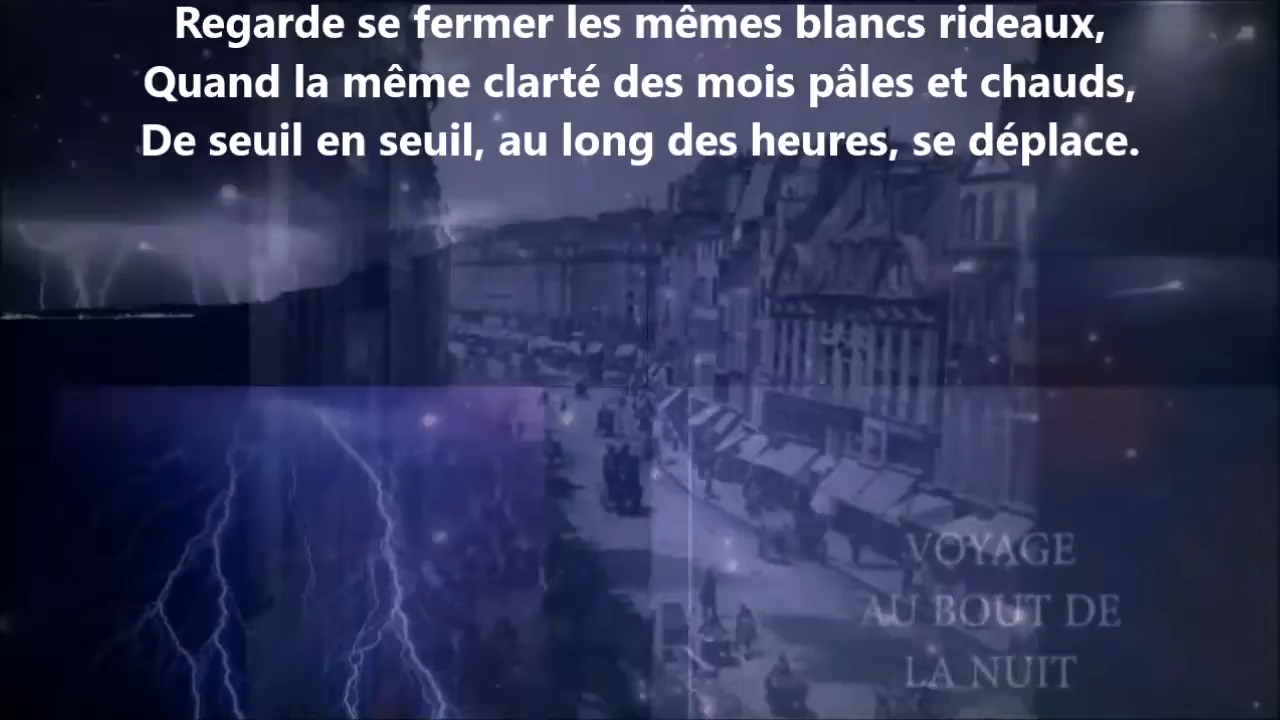 Regarde se fermer les mêmes blancs rideaux,
Quand la même clarté des mois pâles et chauds,
De seuil en seuil, au long des heures, se déplace.
VOYAGE
AU BOUT DE
LA NUIT